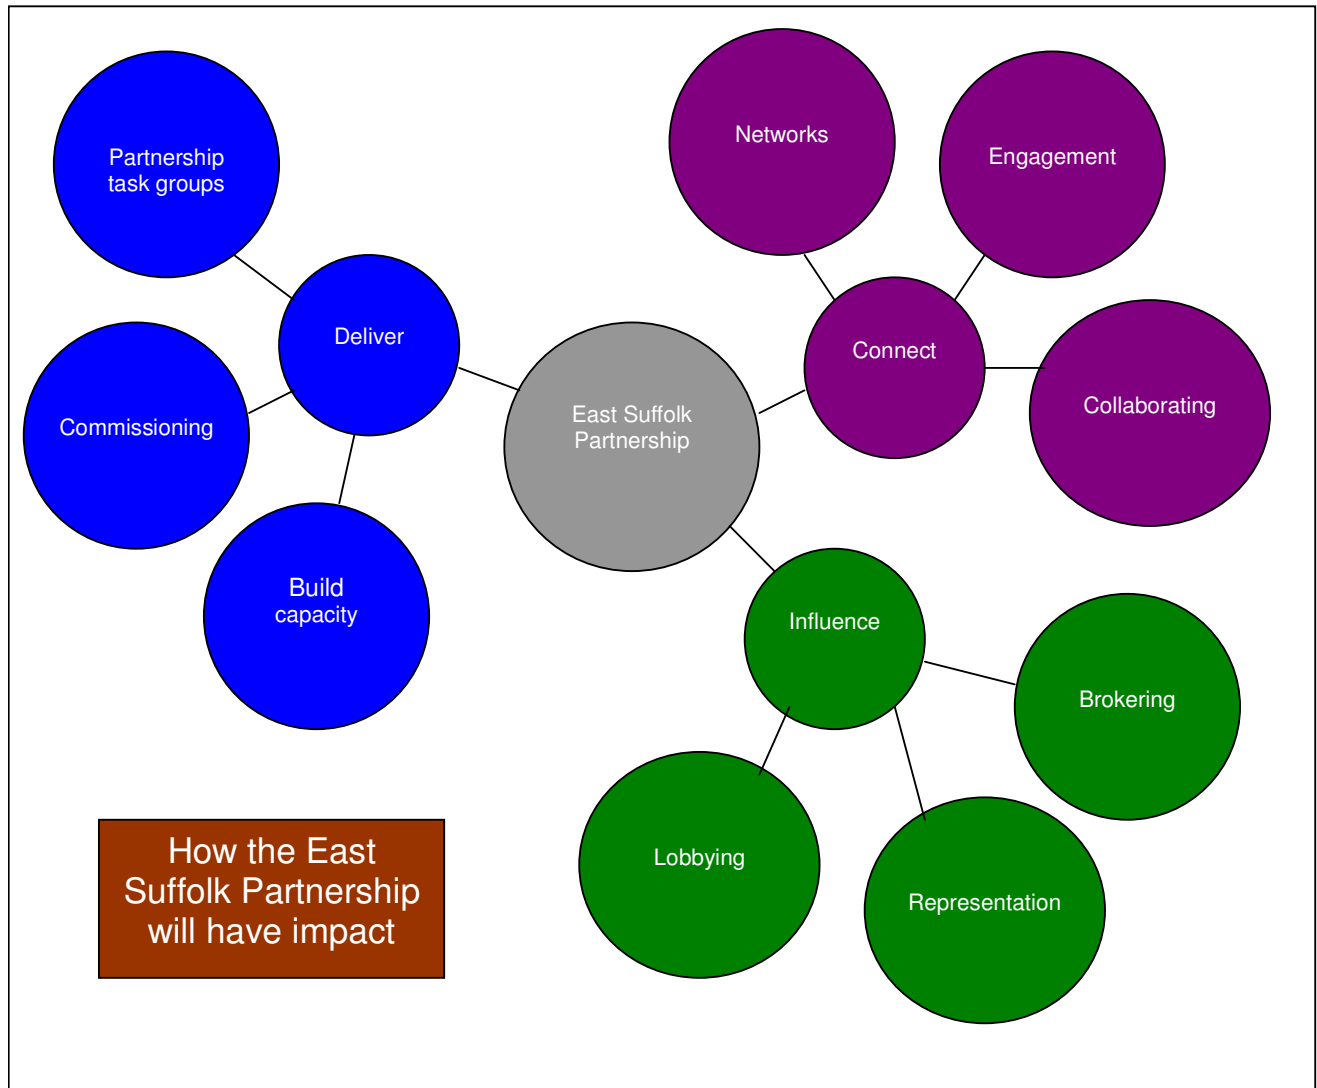 Partnership
task groups
Deliver
Commissioning
Build
capacity
East Suffolk
Partnership
Networks
Engagement
Connect
Collaborating
Influence
Brokering
Lobbying
Representation
How the East
Suffolk Partnership
will have impact